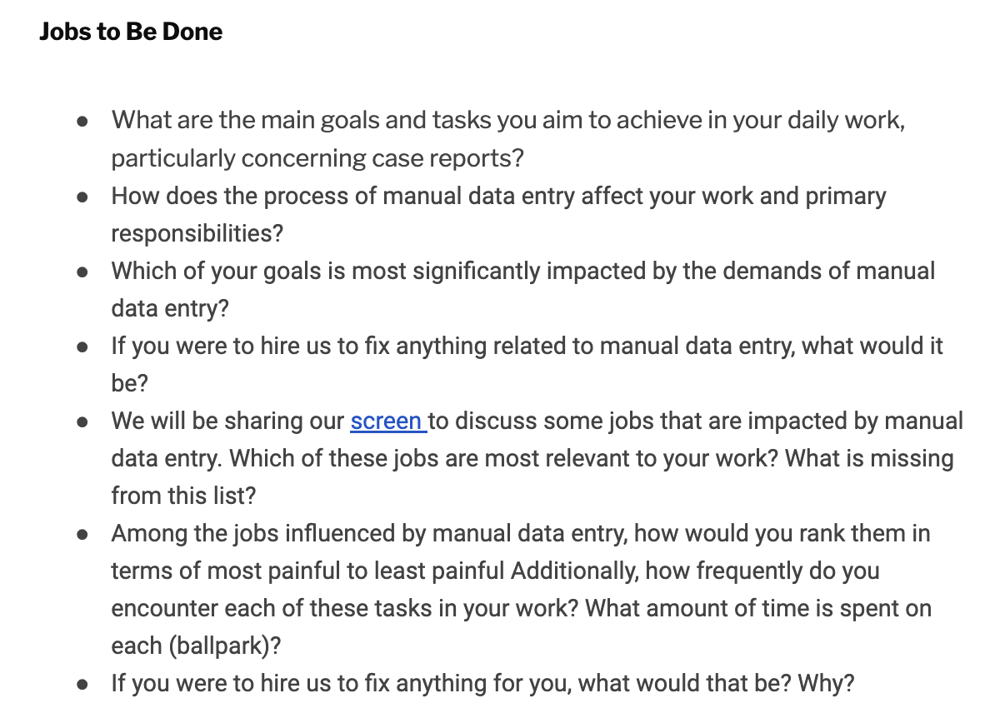 Jobs to Be Done
● What are the main goals and tasks you aim to achieve in your daily work,
particularly concerning case reports?
● How does the process of manual data entry affect your work and primary
responsibilities?
● Which of your goals is most significantly impacted by the demands of manual
data entry?
● If you were to hire us to fix anything related to manual data entry, what would it
be?
● We will be sharing our screen to discuss some jobs that are impacted by manual
data entry. Which of these jobs are most relevant to your work? What is missing
from this list?
● Among the jobs influenced by manual data entry, how would you rank them in
terms of most painful to least painful Additionally, how frequently do you
encounter each of these tasks in your work? What amount of time is spent on
each (ballpark)?
● If you were to hire us to fix anything for you, what would that be? Why?